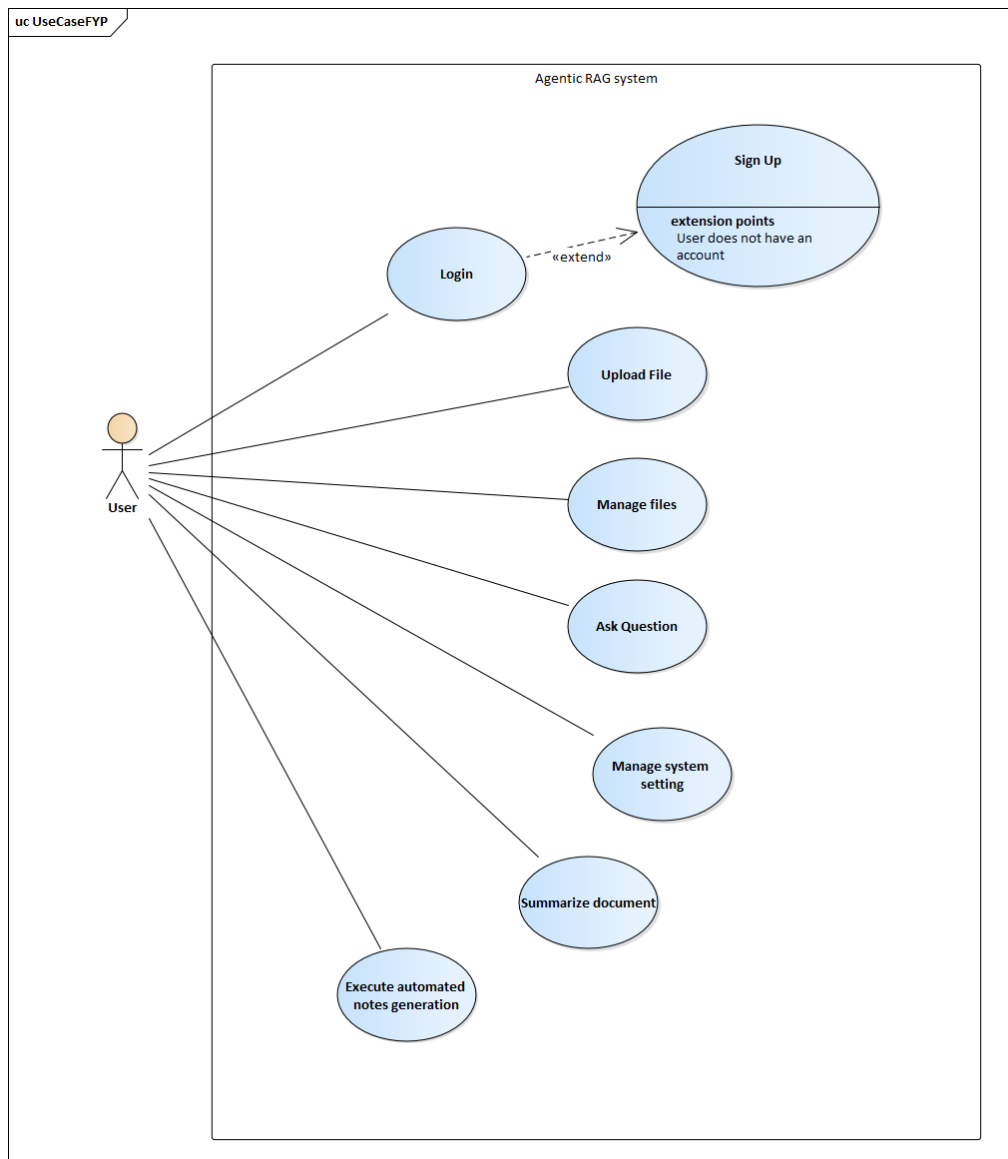 uc UseCaseFYP
Agentic RAG system
Sign Up
extension points
User does not have an
account
«extend»
Login
Upload File
Manage files
User
Ask Question
Manage system
setting
Summarize document
Execute automated
notes generation